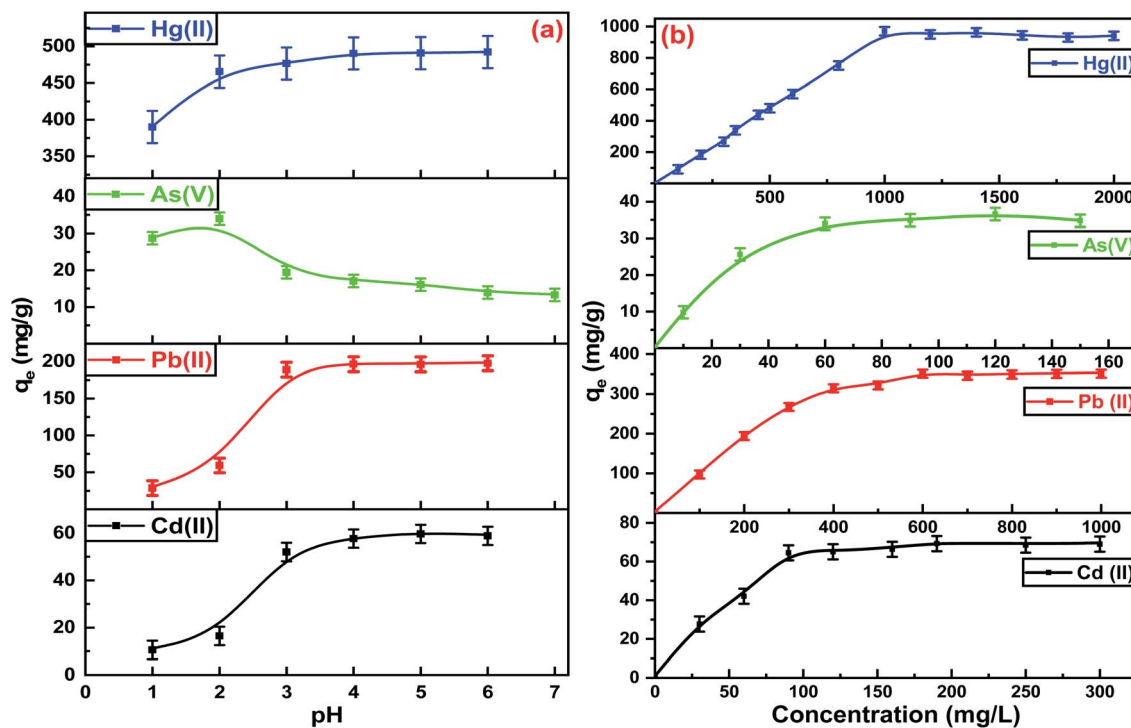 Hg(II)
(a)
500
450
400
350
As(V)
40
30
20
10
Pb(II)
200
150
100
50
Cd(II)
60
40
20
0
0 1 2 3 4 5 6 7
pH
qe (mg/g)
(b)
1000
800
600
400
200
Hg(II)
500 1000 1500 2000
40
30
20
10
As(V)
20 40 60 80 100 120 140 160
400
300
200
100
Pb (II)
200 400 600 800 1000
80
60
40
20
0
Cd (II)
0 50 100 150 200 250 300
Concentration (mg/L)
qe (mg/g)